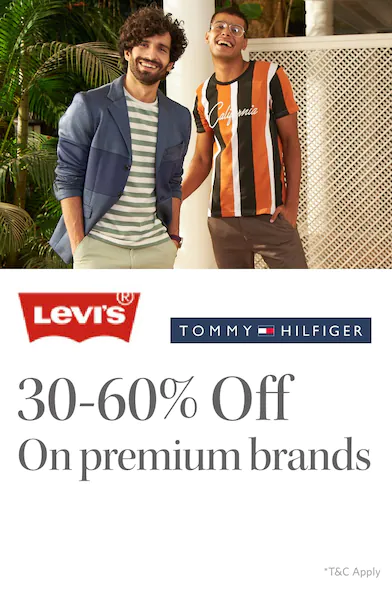 California
LEVI'S®
TOMMY HILFIGER
30-60% Off
On premium brands
*T&C Apply